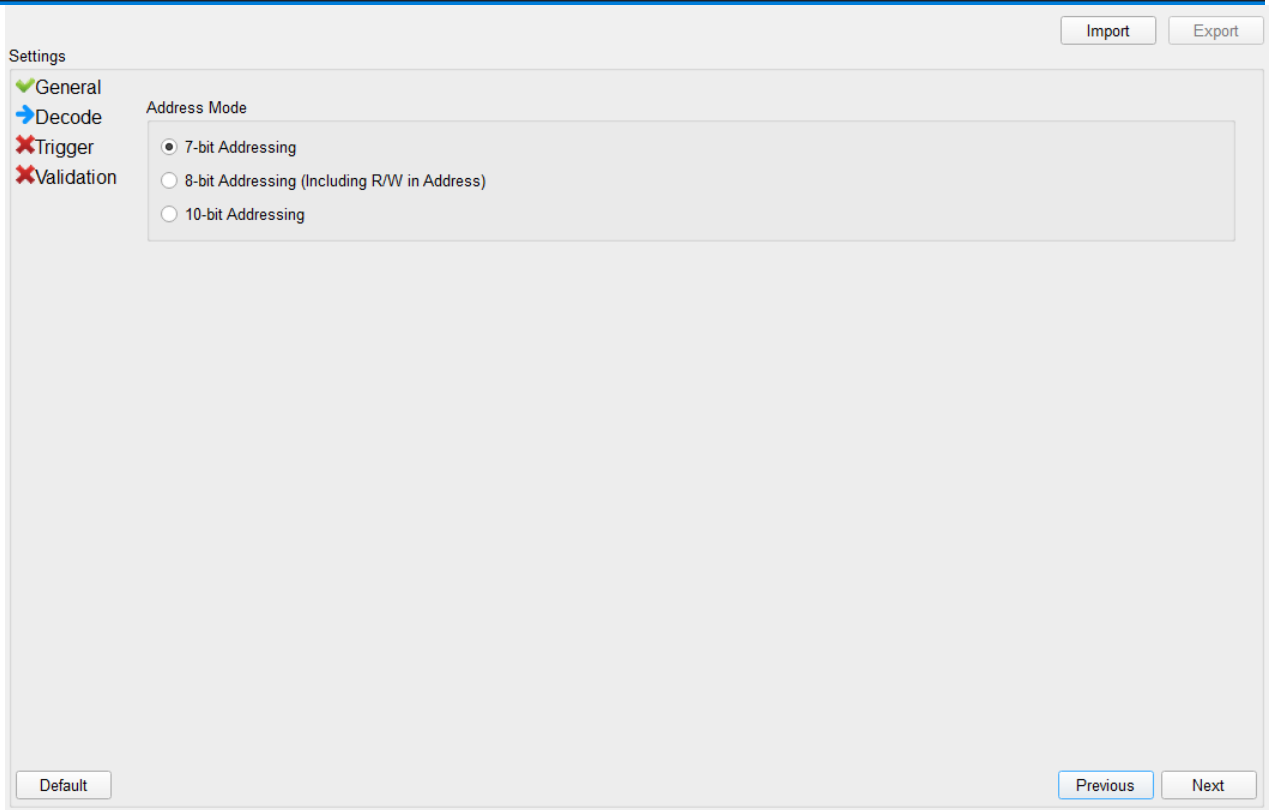 Import Export
Settings
General
Decode
Trigger
Validation
Address Mode
7-bit Addressing
8-bit Addressing (Including R/W in Address)
10-bit Addressing
Default Previous Next